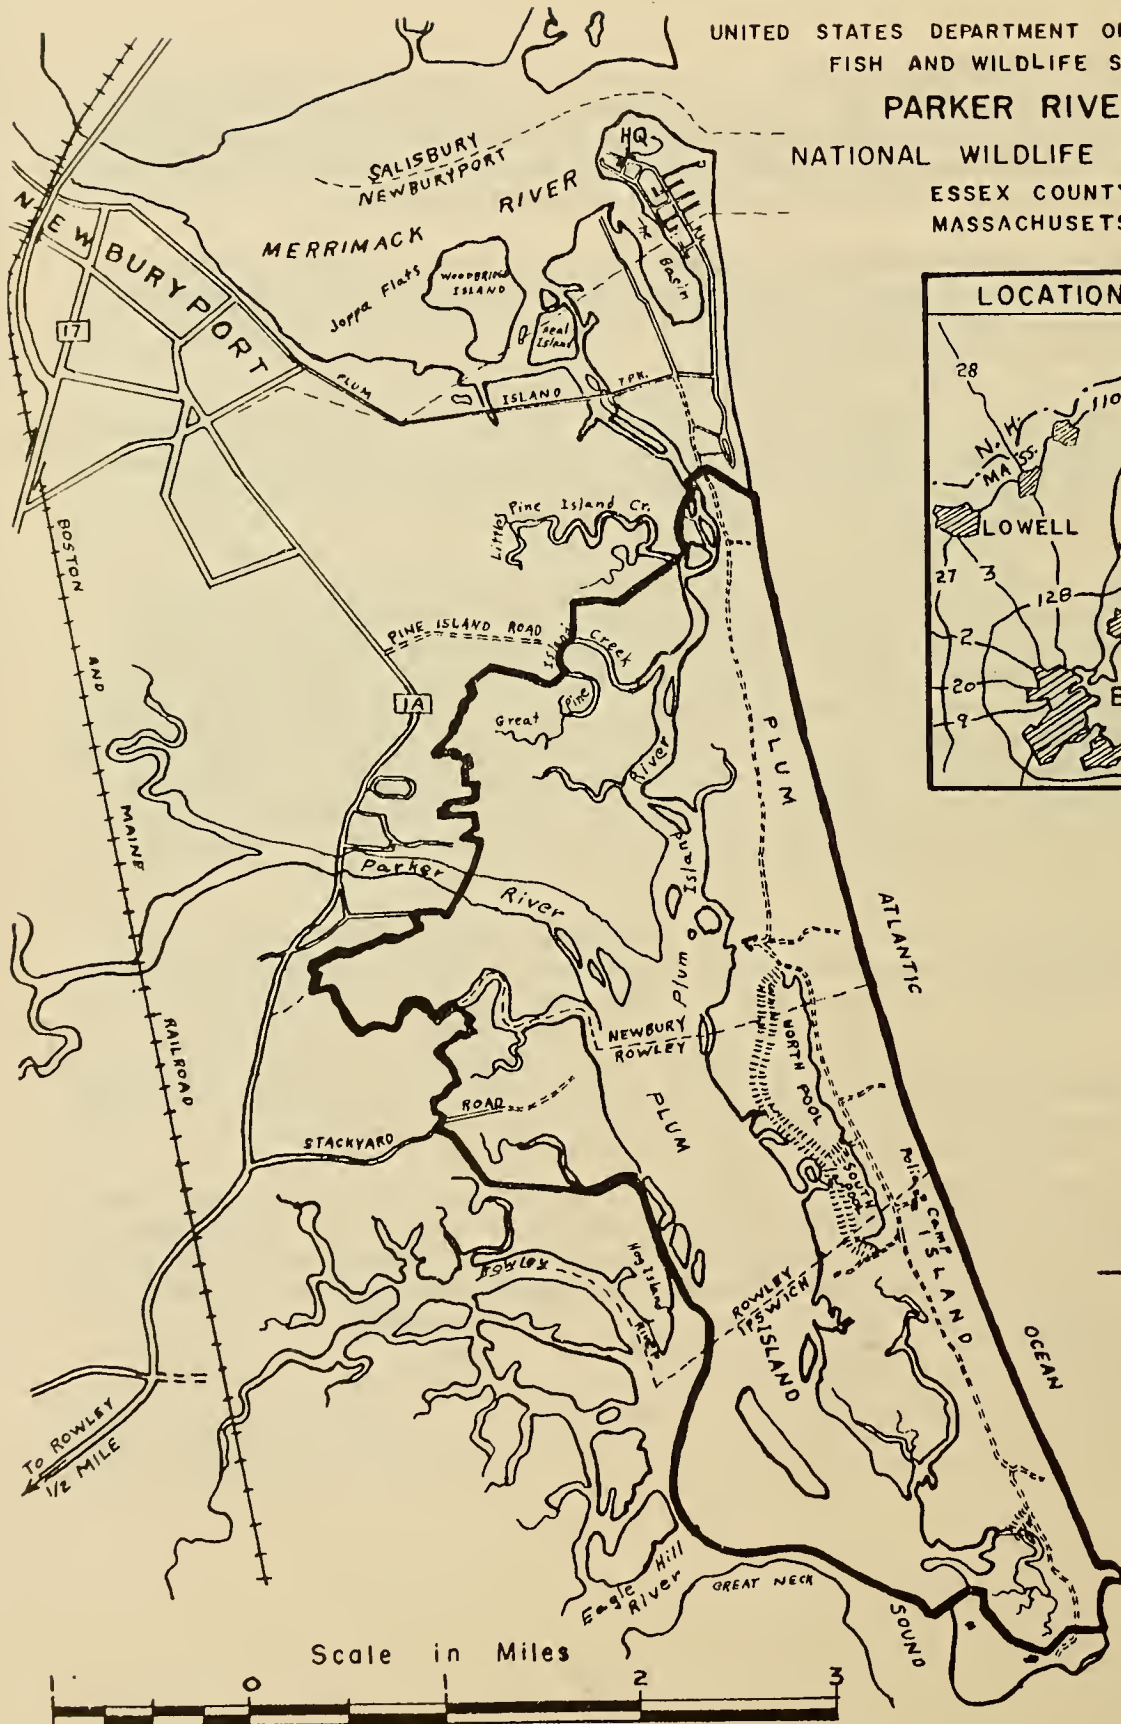 UNITED STATES DEPARTMENT O
FISH AND WILDLIFE S
PARKER RIVE
NATIONAL WILDLIFE
ESSEX COUNTY
MASSACHUSETS
LOCATION
28
110
N. H.
MASS.
LOWELL
27
3
128
2
20
9
E
HQ
SALISBURY
NEWBURYPORT
MERRIMACK RIVER
Joppa Flats
WOODBRIDGE
ISLAND
Seal
Island
Basin
NEWBURYPORT
17
PLUM ISLAND TPK.
Littles Pine Island Cr.
BOSTON AND MAINE RAILROAD
PINE ISLAND ROAD
Island Creek
Great Pine
1A
River
PLUM ISLAND
Island
Plum
Parker River
ATLANTIC OCEAN
NEWBURY
ROWLEY
NORTH POOL
SOUTH
POOL
PLUM
ROAD
STACKYARD
Camp
Rowley River
Hog Island
ROWLEY
IPSWICH
ISLAND
TO ROWLEY
1/2 MILE
Eagle Hill
River
GREAT NECK
SOUND
Scale in Miles
1 0 1 2 3